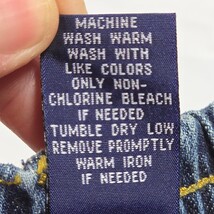 MACHINE
WASH WARM
WASH WITH
LIKE COLORS
ONLY NON-
CHLORINE BLEACH
IF NEEDED
TUMBLE DRY LOW
REMOVE PROMPTLY
WARM IRON
IF NEEDED